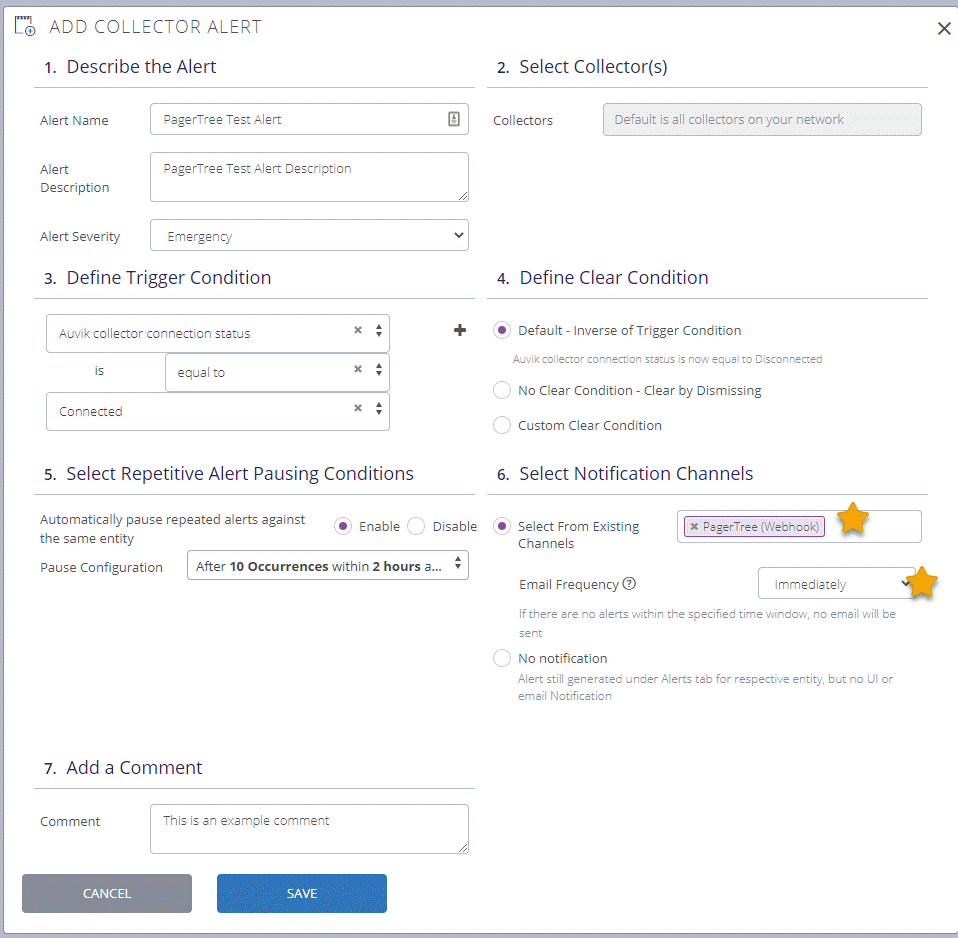 ADD COLLECTOR ALERT
1. Describe the Alert
Alert Name
PagerTree Test Alert
Alert
Description
PagerTree Test Alert Description
Alert Severity
Emergency
2. Select Collector(s)
Collectors
Default is all collectors on your network
3. Define Trigger Condition
Auvik collector connection status
is
equal to
Connected
4. Define Clear Condition
Default - Inverse of Trigger Condition
Auvik collector connection status is now equal to Disconnected
No Clear Condition - Clear by Dismissing
Custom Clear Condition
5. Select Repetitive Alert Pausing Conditions
Automatically pause repeated alerts against
the same entity
Enable
Disable
Pause Configuration
After 10 Occurrences within 2 hours a...
6. Select Notification Channels
Select From Existing
Channels
PagerTree (Webhook)
Email Frequency
Immediately
If there are no alerts within the specified time window, no email will be
sent
No notification
Alert still generated under Alerts tab for respective entity, but no UI or
email Notification
7. Add a Comment
Comment
This is an example comment
CANCEL
SAVE